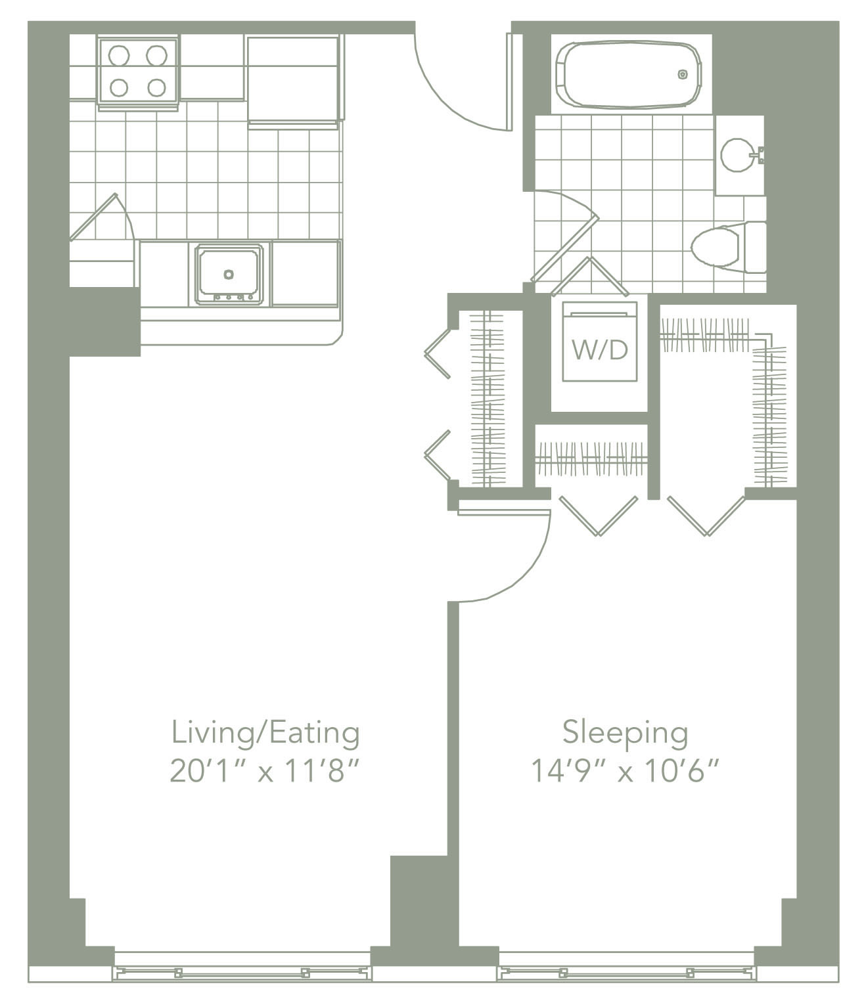 W/D
Living/Eating
20’1” x 11’8”
Sleeping
14’9” x 10’6”